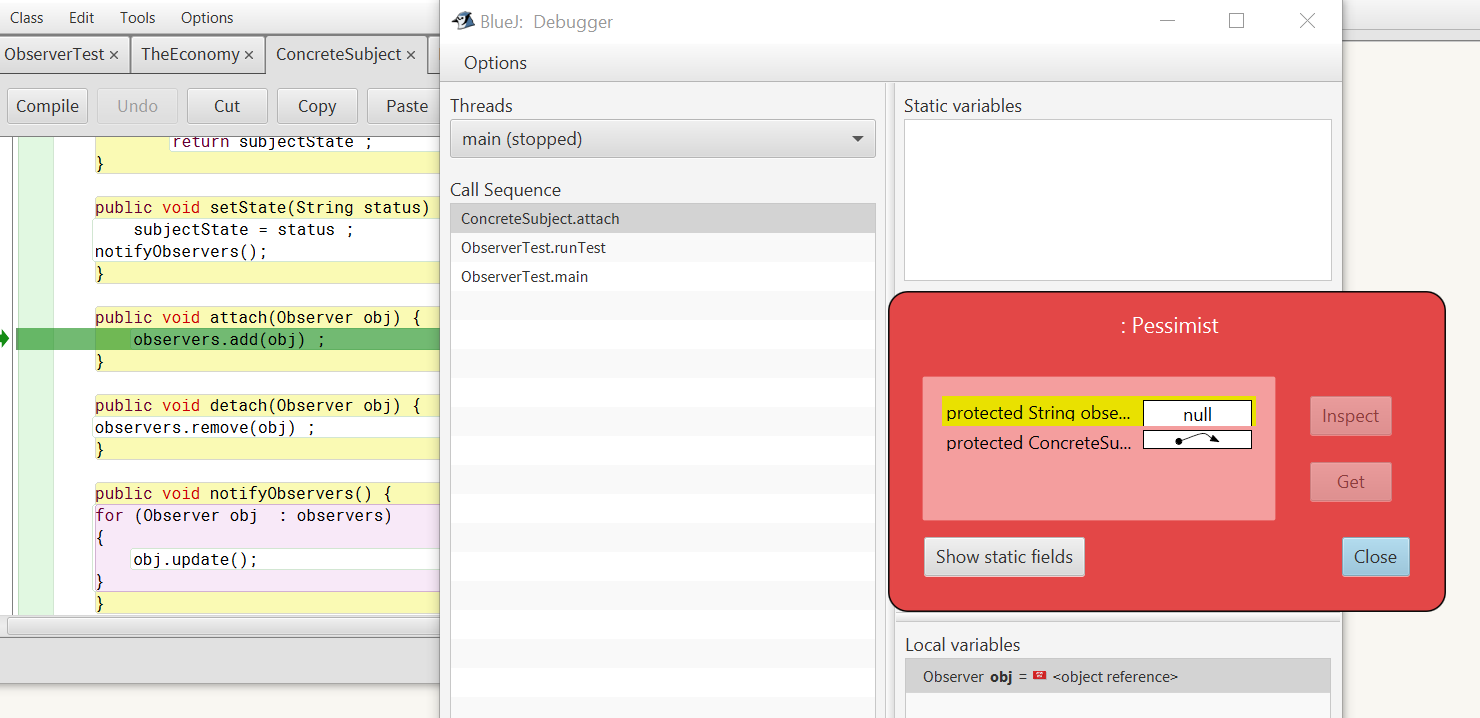 Class Edit Tools Options
ObserverTest × TheEconomy × ConcreteSubject ×
Compile Undo Cut Copy Paste
return subjectState ;
}
public void setState(String status)
subjectState = status ;
notifyObservers();
}
public void attach(Observer obj) {
observers.add(obj) ;
}
public void detach(Observer obj) {
observers.remove(obj) ;
}
public void notifyObservers() {
for (Observer obj  : observers)
{
obj.update();
}
}
BlueJ: Debugger
Options
Threads
main (stopped)
Call Sequence
ConcreteSubject.attach
ObserverTest.runTest
ObserverTest.main
Static variables
: Pessimist
protected String obse... null
protected ConcreteSu...
Inspect
Get
Show static fields
Close
Local variables
Observer obj = <object reference>